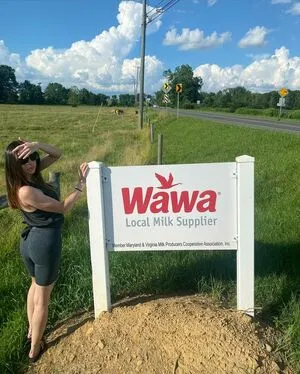 Wawa®
Local Milk Supplier
Member Maryland & Virginia Milk Producers Cooperative Association, Inc.